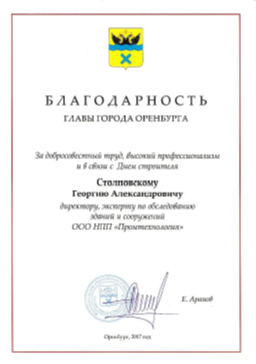 БЛАГОДАРНОСТЬ
ГЛАВЫ ГОРОДА ОРЕНБУРГА
За добросовестный труд, высокий профессионализм
и в связи с Днем строителя
Столповскому
Георгию Александровичу
директору, эксперту по обследованию
зданий и сооружений
ООО НПП «Промтехнология»
Е. Арапов
Оренбург, 2017 год